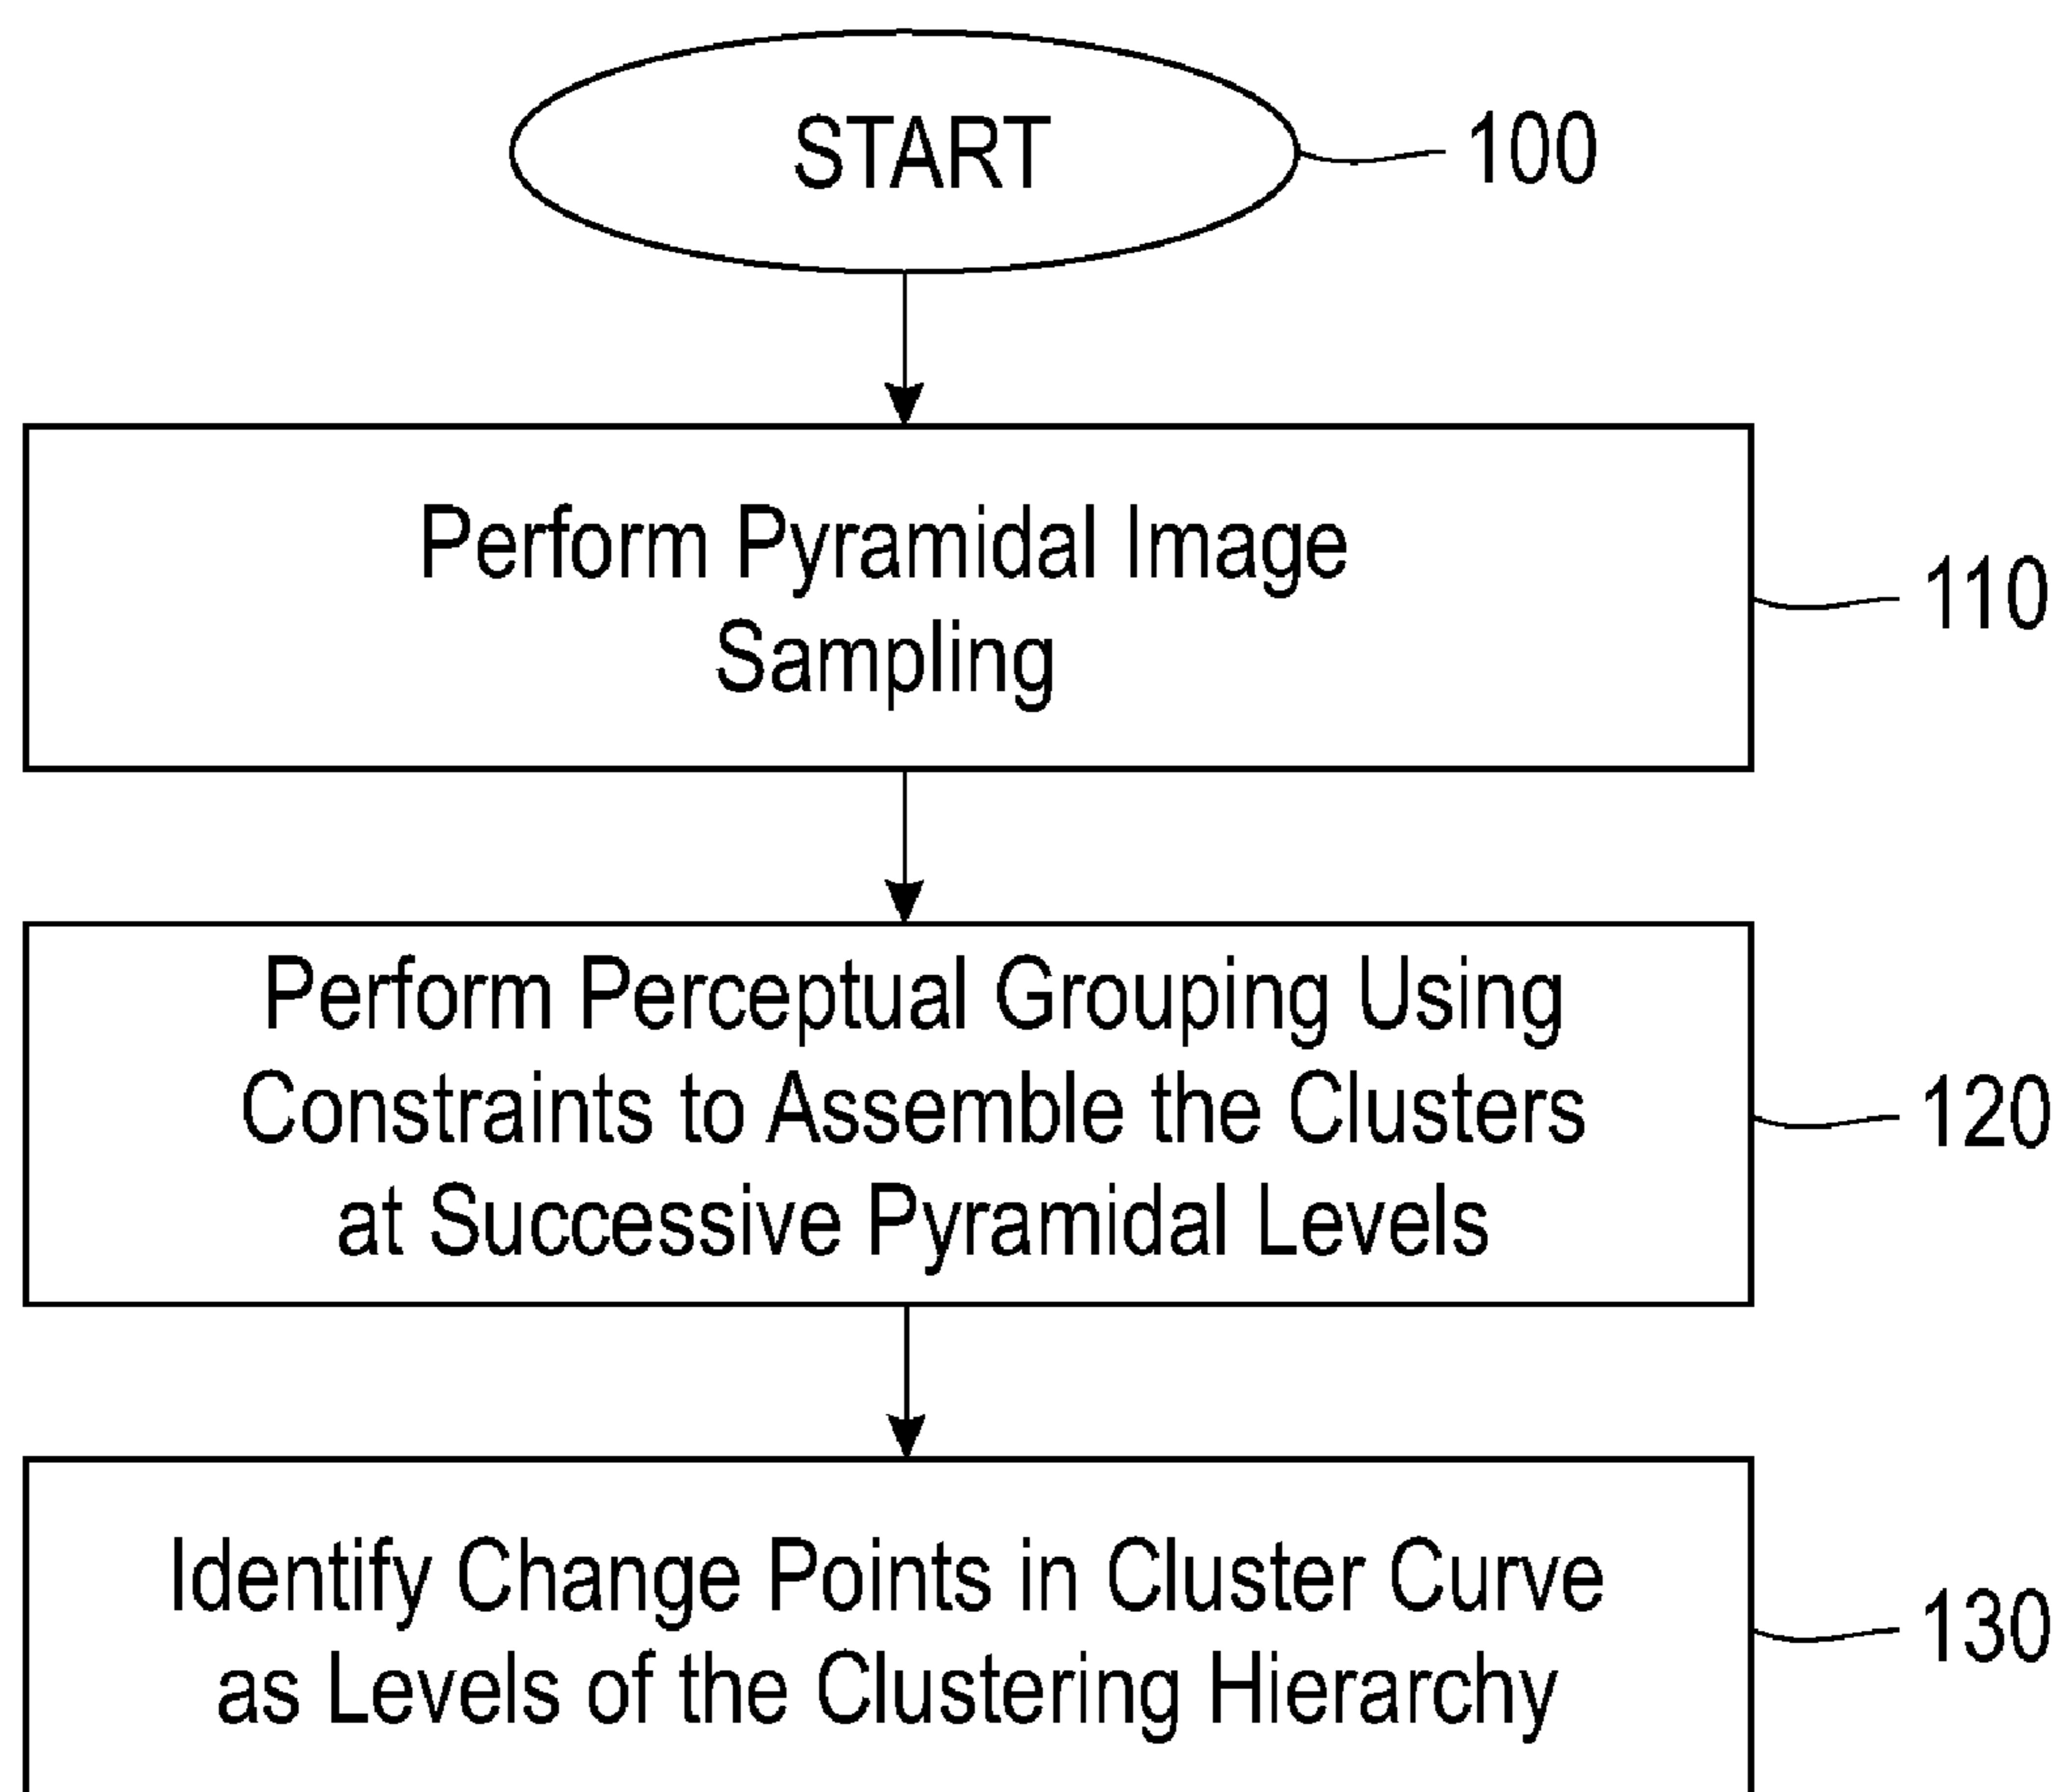 START
100
Perform Pyramidal Image
Sampling
110
Perform Perceptual Grouping Using
Constraints to Assemble the Clusters
at Successive Pyramidal Levels
120
Identify Change Points in Cluster Curve
as Levels of the Clustering Hierarchy
130